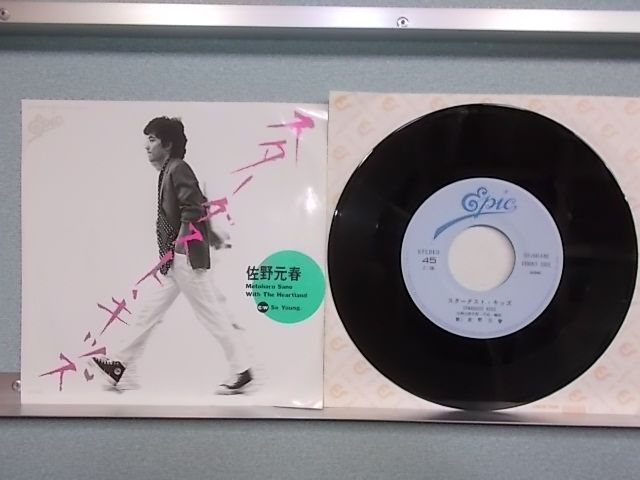 Epic
スターダスト・キッズ
佐野元春
Motoharu Sano
With The Heartland
c/w So Young.
Epic
STEREO
45
スターダスト・キッズ
STARDUST KIDS
佐野元春